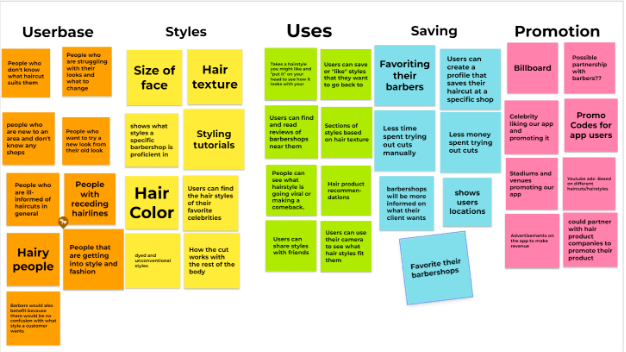 Userbase
Styles
Uses
Saving
Promotion
People who
don't know
what haircut
suits them
People who
are struggling
with their
looks and
what to
change
people who are
new to an area
and don't know
any shops
People who
want to try a
new look from
their old look
People who
are ill-
informed of
haircuts in
general
People
with
receding
hairlines
Hairy
people
People that
are getting
into style and
fashion
Barbers would also
benefit because
there would be no
confusion with what
style a customer
wants
Size of
face
Hair
texture
shows what
styles a specific
barbershop is
proficient in
Styling
tutorials
Hair
Color
Users can find
the hair styles
of their
favorite
celebrities
dyed and
unconventional
styles
How the cut
works with
the rest of the
body
Takes a hairstyle
you might like and
"put it" on your
head to see how it
looks with your
Users can save
or "like" styles
that they want
to go back to
Users can find
and read
reviews of
barbershops
near them
Sections of
styles based
on hair texture
People can see
what
hairstyle is
going viral or
making a
comeback.
Hair product
recommen-
dations
Users can
share styles
with friends
Users can use
their camera
to see what
hair styles fit
them
Favoriting
their
barbers
Users can
create a
profile that
saves their
haircut at a
specific shop
Less time
spent trying
out cuts
manually
Less money
spent trying
out cuts
barbershops
will be more
informed on
what their
client wants
shows
users
locations
Favorite their
barbershops
Billboard
Possible
partnership
with
barbers??
Celebrity
liking our app
and
promoting it
Promo
Codes for
app users
Stadiums and
venues
promoting our
app
Youtube ads: Based
on different
haircuts/hairstyles
Advertisements on
the app to make
revenue
could partner
with hair
product
companies to
promote their
product